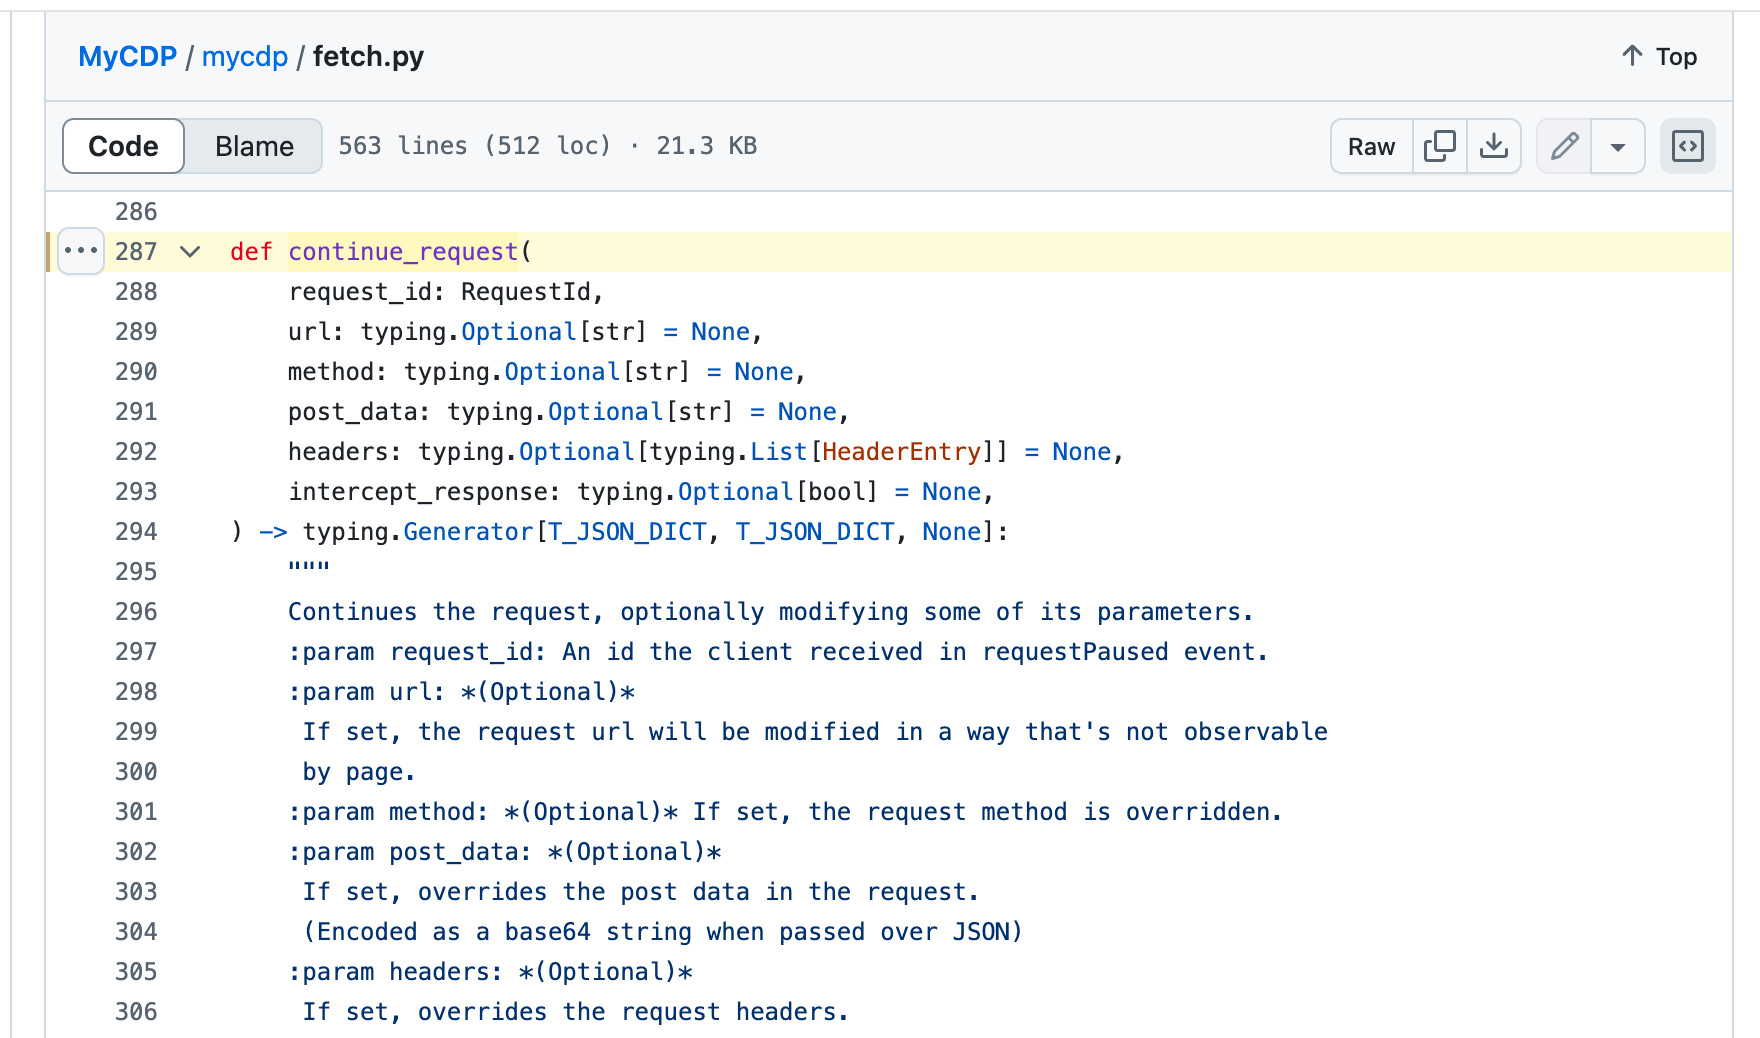 MyCDP / mycdp / fetch.py
Top
Code Blame 563 lines (512 loc) · 21.3 KB Raw
286
287 def continue_request(
288     request_id: RequestId,
289     url: typing.Optional[str] = None,
290     method: typing.Optional[str] = None,
291     post_data: typing.Optional[str] = None,
292     headers: typing.Optional[typing.List[HeaderEntry]] = None,
293     intercept_response: typing.Optional[bool] = None,
294 ) -> typing.Generator[T_JSON_DICT, T_JSON_DICT, None]:
295     """
296     Continues the request, optionally modifying some of its parameters.
297     :param request_id: An id the client received in requestPaused event.
298     :param url: *(Optional)*
299      If set, the request url will be modified in a way that's not observable
300      by page.
301     :param method: *(Optional)* If set, the request method is overridden.
302     :param post_data: *(Optional)*
303      If set, overrides the post data in the request.
304      (Encoded as a base64 string when passed over JSON)
305     :param headers: *(Optional)*
306      If set, overrides the request headers.